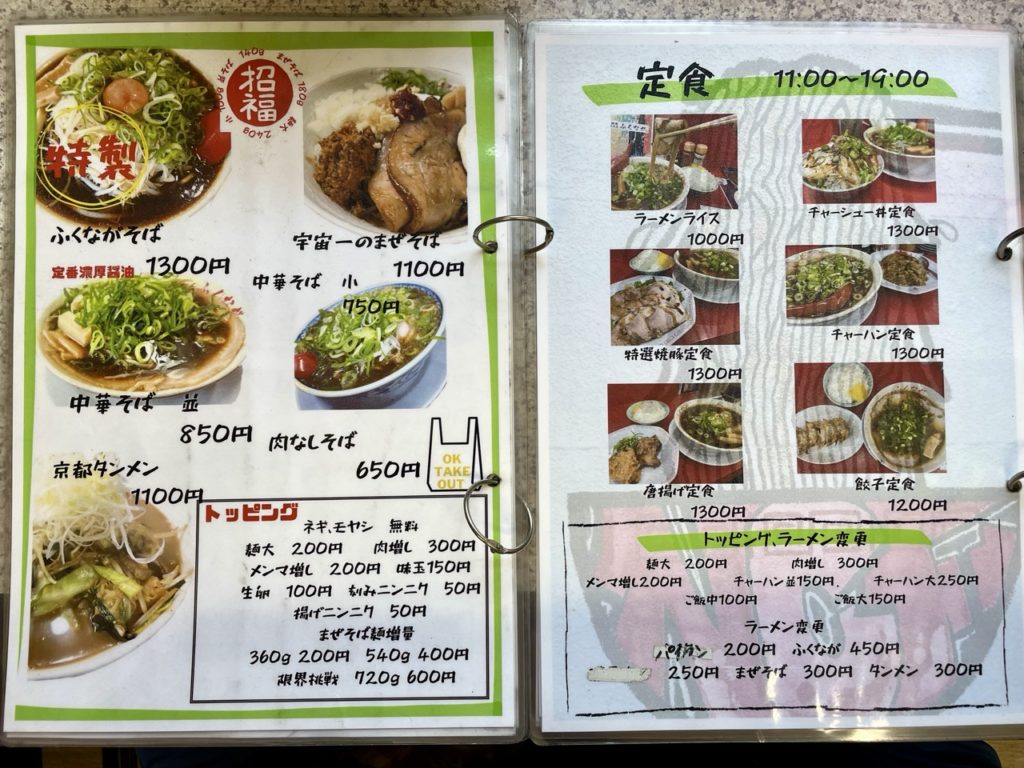 招福
小 100g 並そば 140g まぜそば 180g 麺大 240g
特製
ふくながそば
1300円
宇宙一のまぜそば
1100円
定番濃厚醤油
中華そば 並
850円
中華そば 小
750円
肉なしそば
650円
OK
TAKE
OUT
京都タンメン
1100円
トッピング
ネギ、モヤシ 無料
麺大 200円 肉増し 300円
メンマ増し 200円 味玉150円
生卵 100円 刻みニンニク 50円
揚げニンニク 50円
まぜそば麺増量
360g 200円 540g 400円
限界挑戦 720g 600円
定食 11:00〜19:00
ラーメンライス
1000円
チャーシュー丼定食
1300円
特選焼豚定食
1300円
チャーハン定食
1300円
唐揚げ定食
1300円
餃子定食
1200円
トッピング、ラーメン変更
麺大 200円 肉増し 300円
メンマ増し200円 チャーハン並150円、 チャーハン大250円
ご飯中100円 ご飯大150円
ラーメン変更
パイタン 200円 ふくなが 450円
250円 まぜそば 300円 タンメン 300円